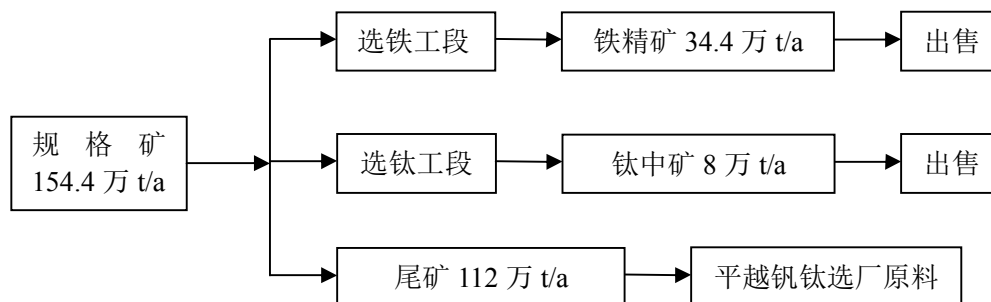 选铁工段
铁精矿 34.4 万 t/a
出售
规格矿
154.4 万 t/a
选钛工段
钛中矿 8 万 t/a
出售
尾矿 112 万 t/a
平越钒钛选厂原料